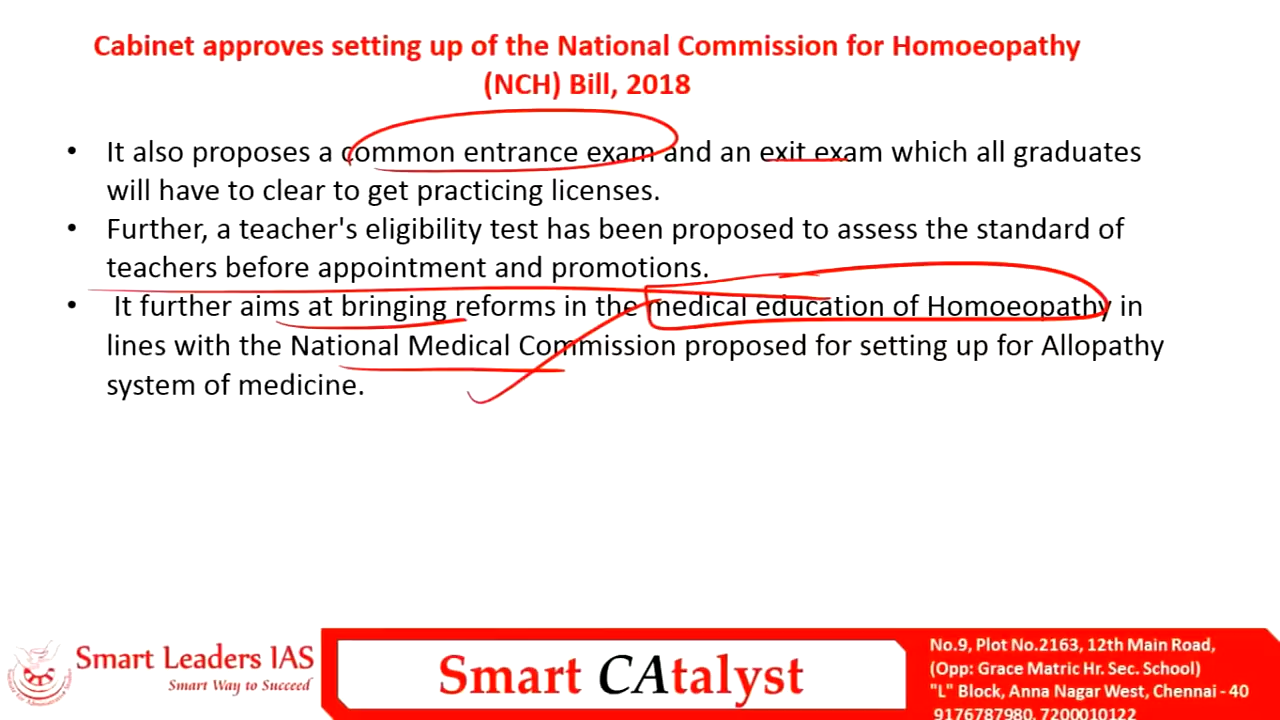 Cabinet approves setting up of the National Commission for Homoeopathy
(NCH) Bill, 2018
• It also proposes a common entrance exam and an exit exam which all graduates
will have to clear to get practicing licenses.
• Further, a teacher's eligibility test has been proposed to assess the standard of
teachers before appointment and promotions.
• It further aims at bringing reforms in the medical education of Homoeopathy in
lines with the National Medical Commission proposed for setting up for Allopathy
system of medicine.
Smart Leaders IAS
Smart Way to Succeed
Smart CAtalyst
No.9, Plot No.2163, 12th Main Road,
(Opp: Grace Matric Hr. Sec. School)
"L" Block, Anna Nagar West, Chennai - 40
9176787980, 7200010122